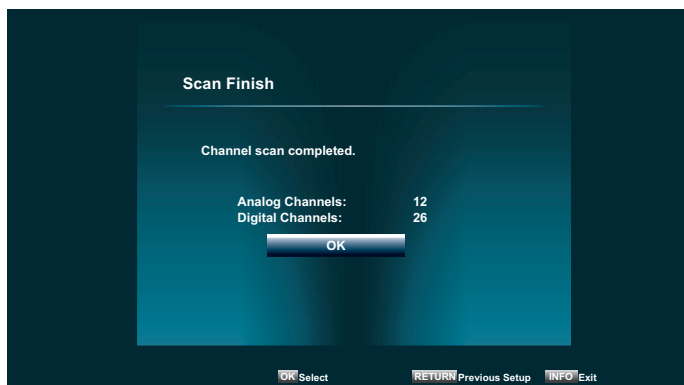 Scan Finish
Channel scan completed.
Analog Channels: 12
Digital Channels: 26
OK
OK Select RETURN Previous Setup INFO Exit